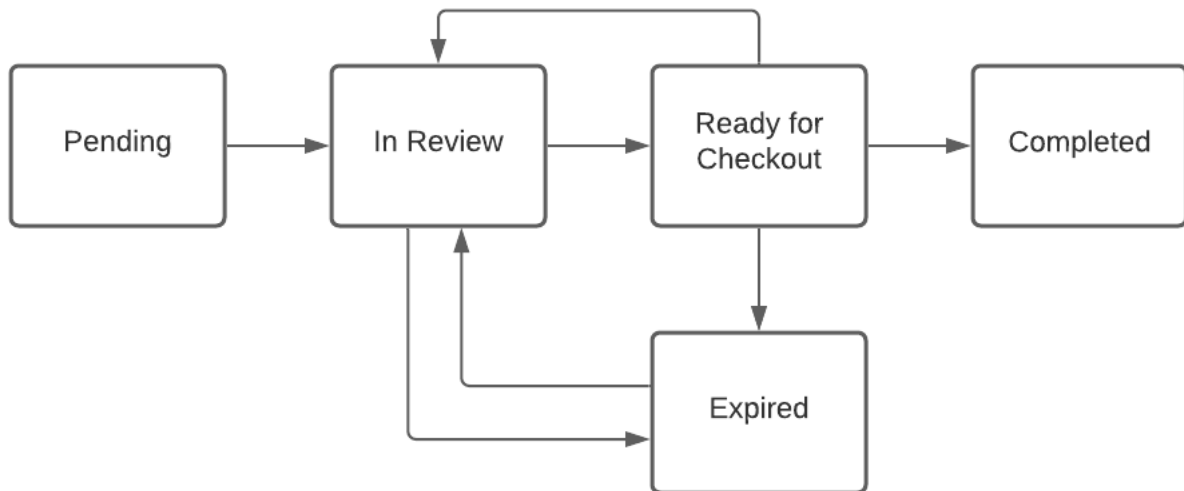 Pending
In Review
Ready for
Checkout
Completed
Expired